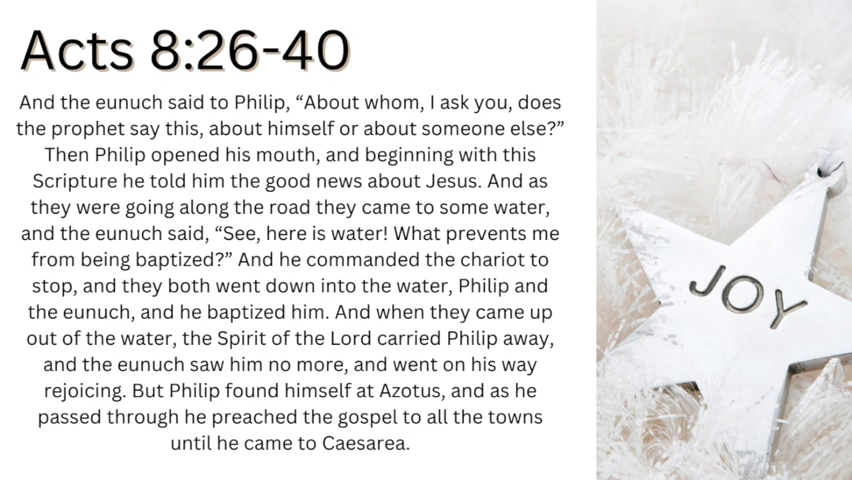 Acts 8:26-40
And the eunuch said to Philip, “About whom, I ask you, does
the prophet say this, about himself or about someone else?”
Then Philip opened his mouth, and beginning with this
Scripture he told him the good news about Jesus. And as
they were going along the road they came to some water,
and the eunuch said, “See, here is water! What prevents me
from being baptized?” And he commanded the chariot to
stop, and they both went down into the water, Philip and
the eunuch, and he baptized him. And when they came up
out of the water, the Spirit of the Lord carried Philip away,
and the eunuch saw him no more, and went on his way
rejoicing. But Philip found himself at Azotus, and as he
passed through he preached the gospel to all the towns
until he came to Caesarea.
JOY